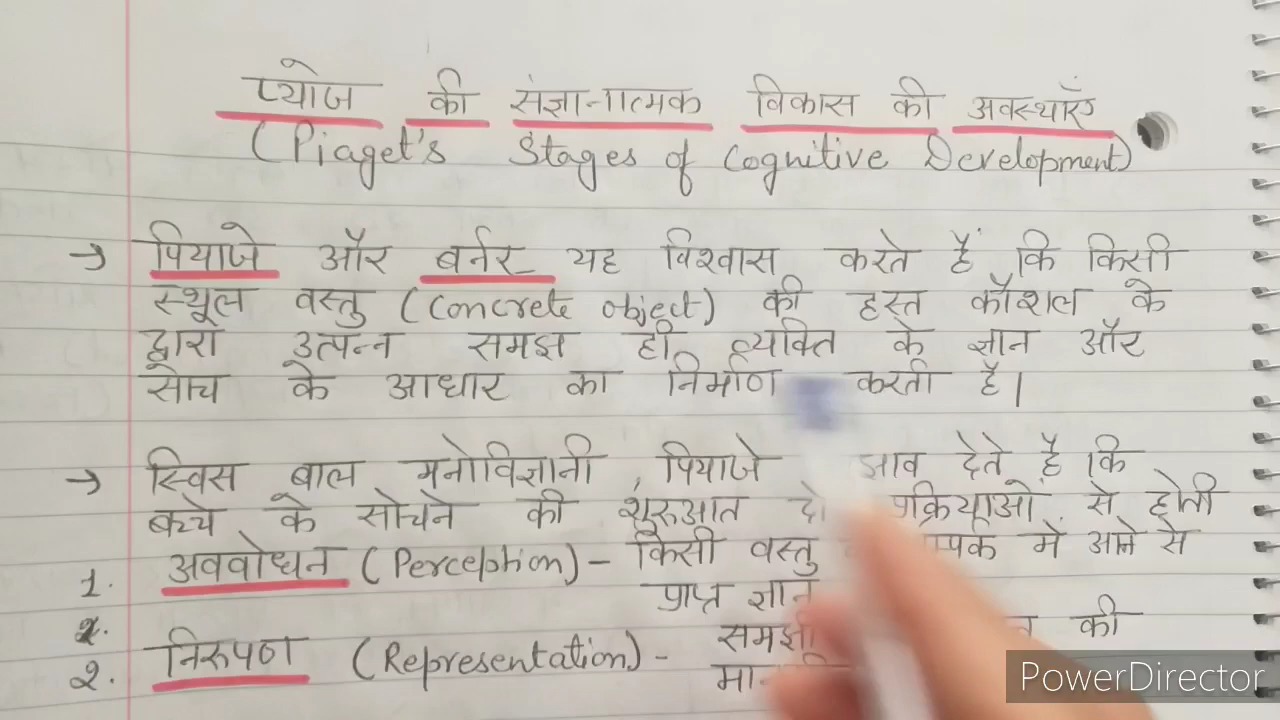 प्योज की संज्ञानात्मक विकास की अवस्थाएँ
(Piaget's Stages of Cognitive Development)
→ पियाजे और बर्नर यह विश्वास करते हैं कि किसी
स्थूल वस्तु (Concrete object) की हस्त कौशल के
द्वारा उत्पन्न समझ ही व्यक्ति के ज्ञान और
सोच के आधार का निर्माण करती है।
→ स्विस बाल मनोविज्ञानी, पियाजे देते है कि
बच्चे के सोचने की शुरूआत दो प्रक्रियाओं से होती
1. अवबोधन (Perception) – किसी वस्तु में आने से
प्राप्त ज्ञान
2. की
2. निरुपण (Representation) –
PowerDirector